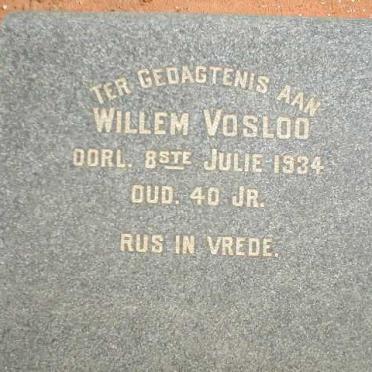 TER GEDAGTENIS AAN
WILLEM VOSLOO
OORL. 8STE JULIE 1934
OUD. 40 JR.
RUS IN VREDE.